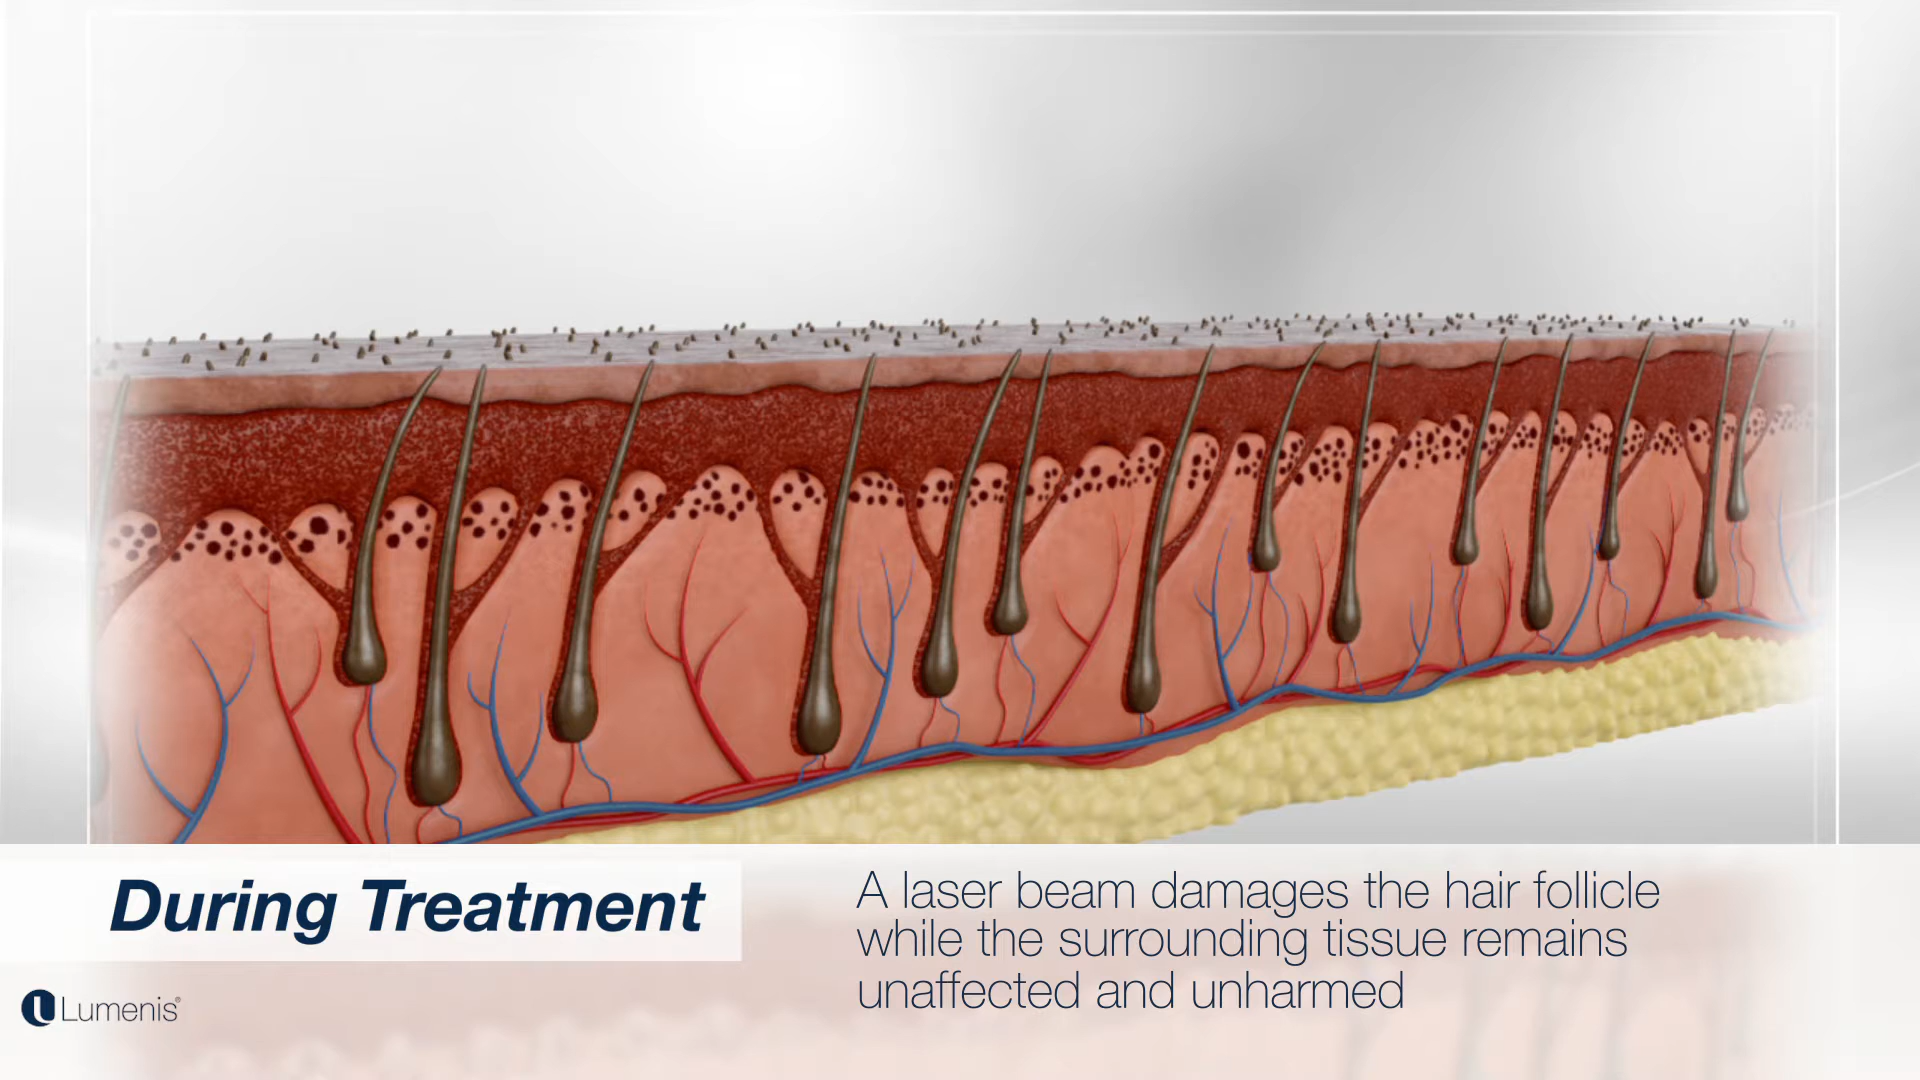 During Treatment
A laser beam damages the hair follicle
while the surrounding tissue remains
unaffected and unharmed
Lumenis®